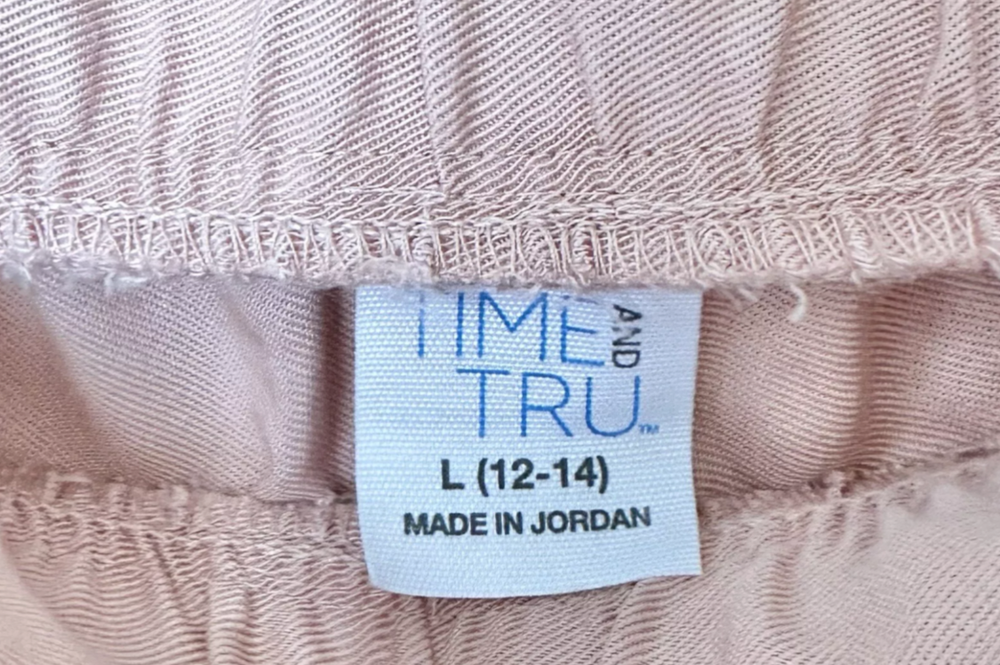 TIME AND
TRU™
L (12-14)
MADE IN JORDAN